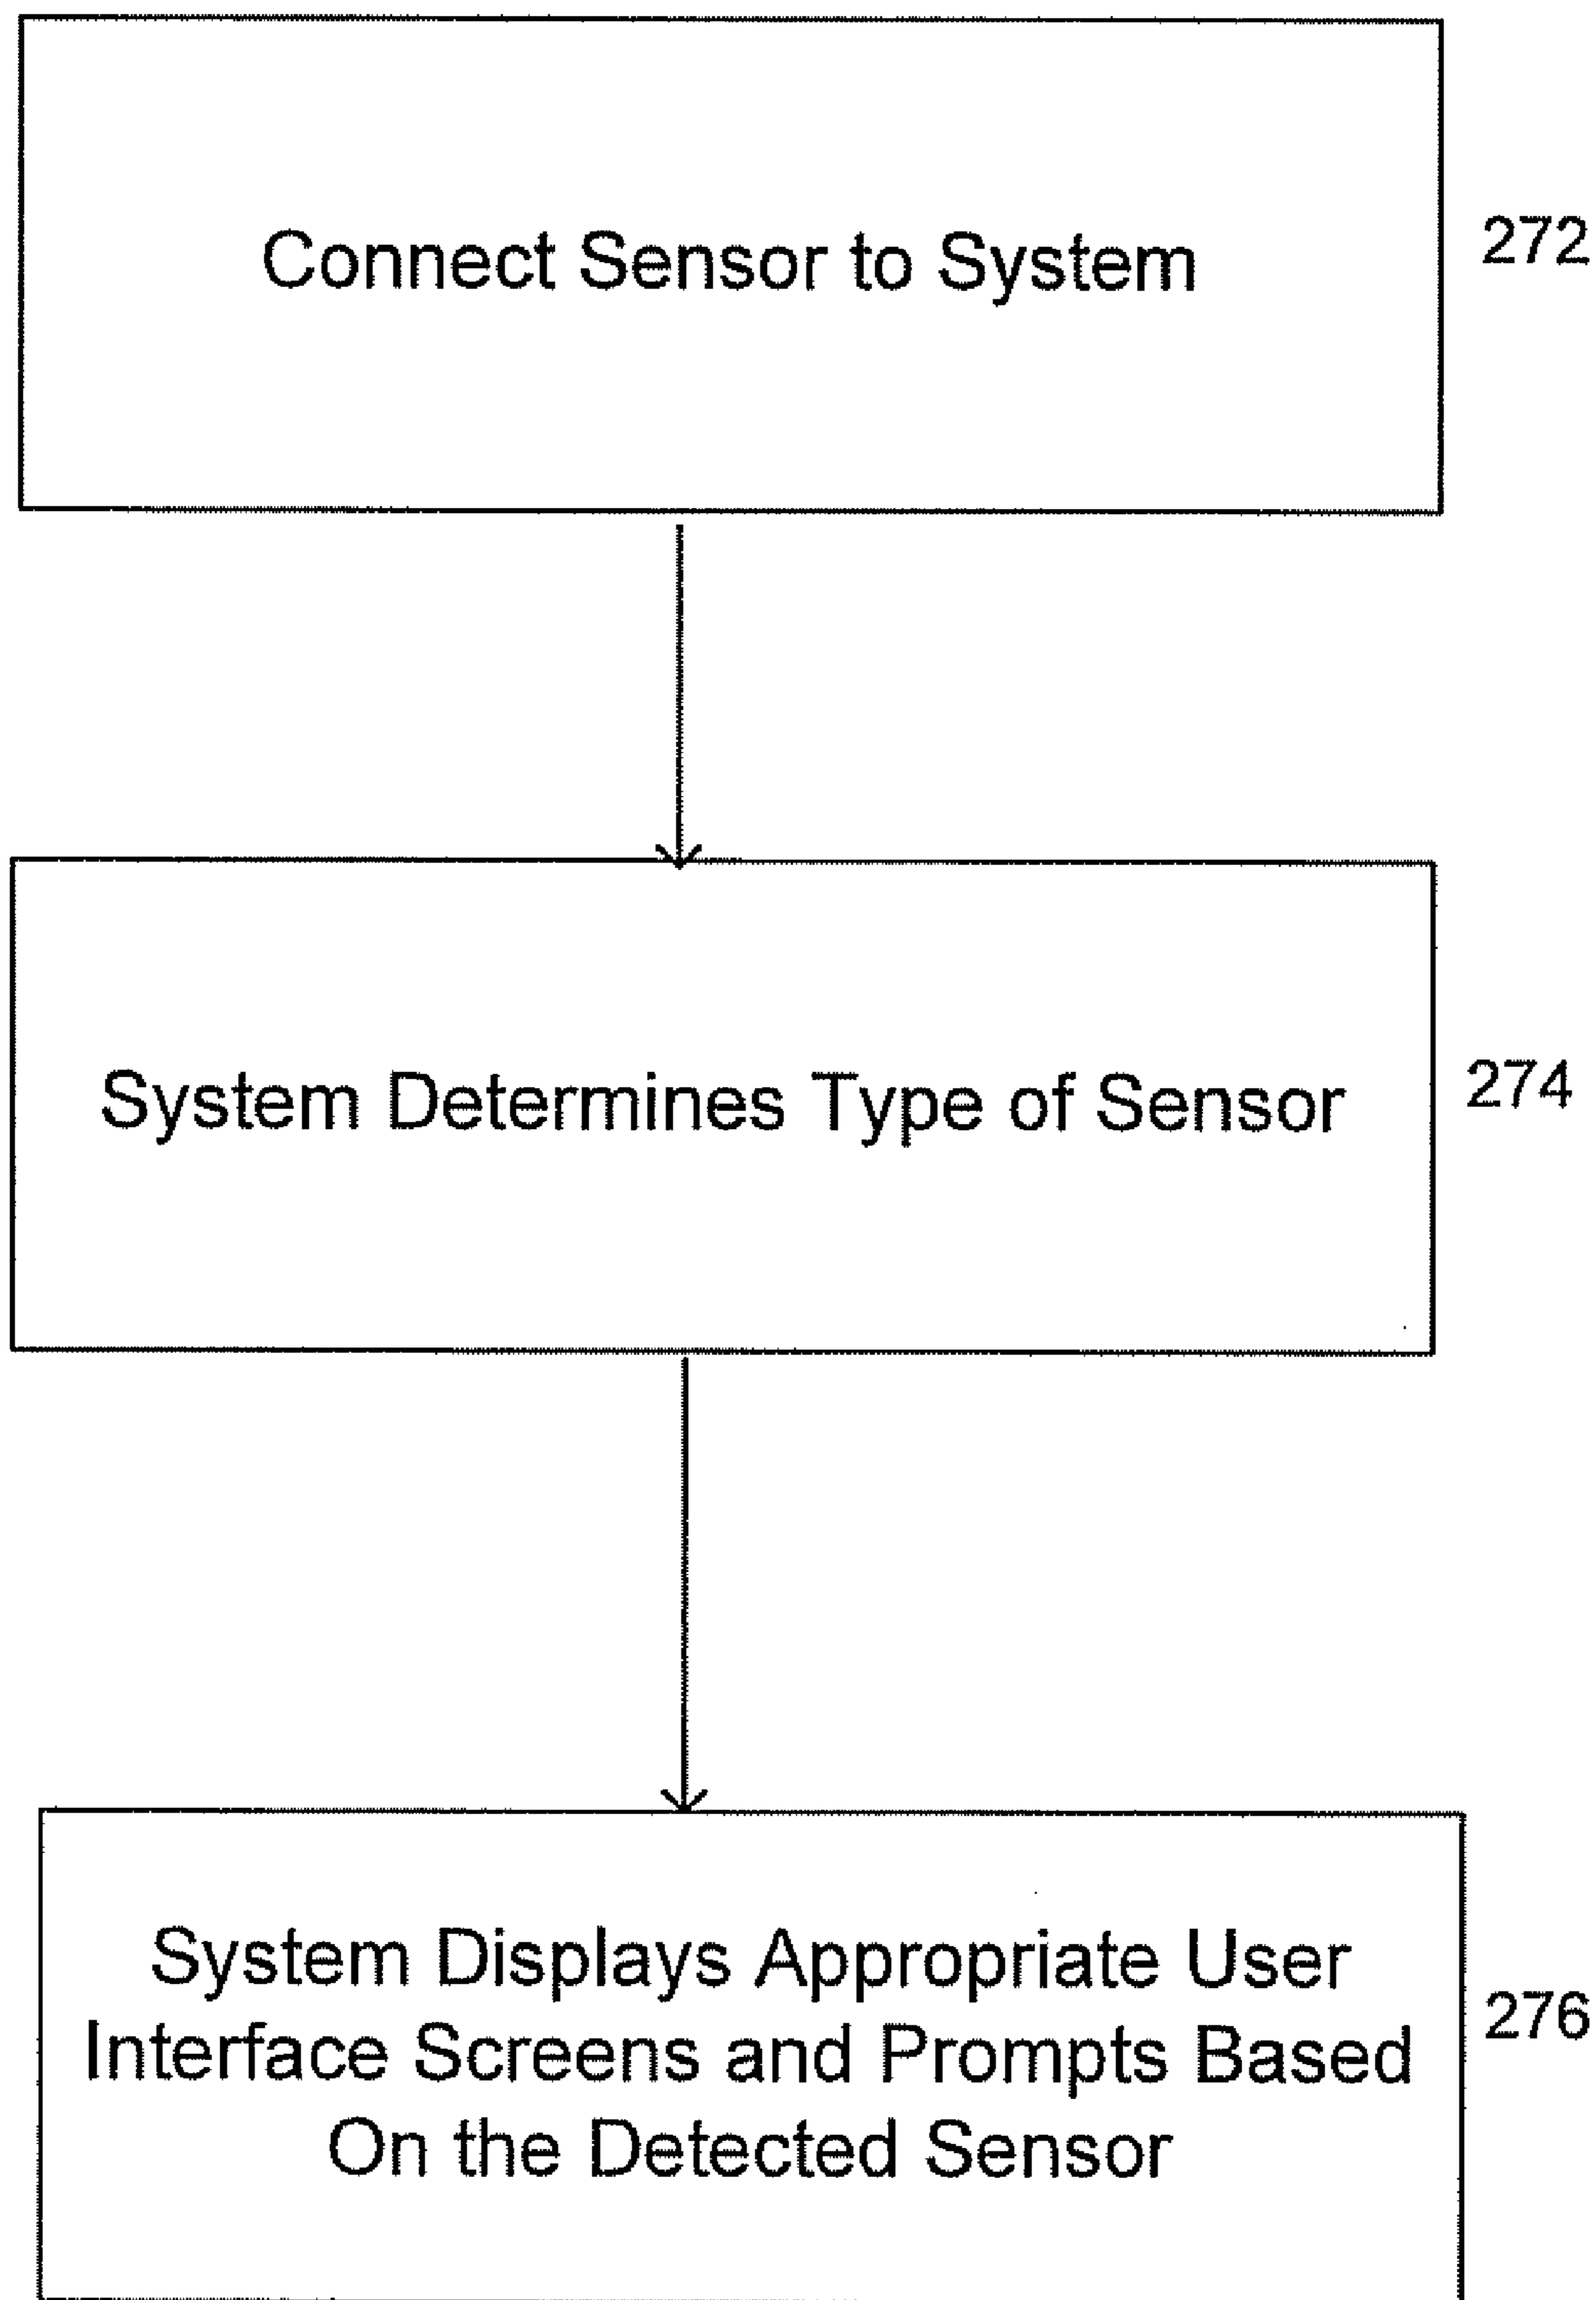 Connect Sensor to System
272
System Determines Type of Sensor
274
System Displays Appropriate User
Interface Screens and Prompts Based
On the Detected Sensor
276